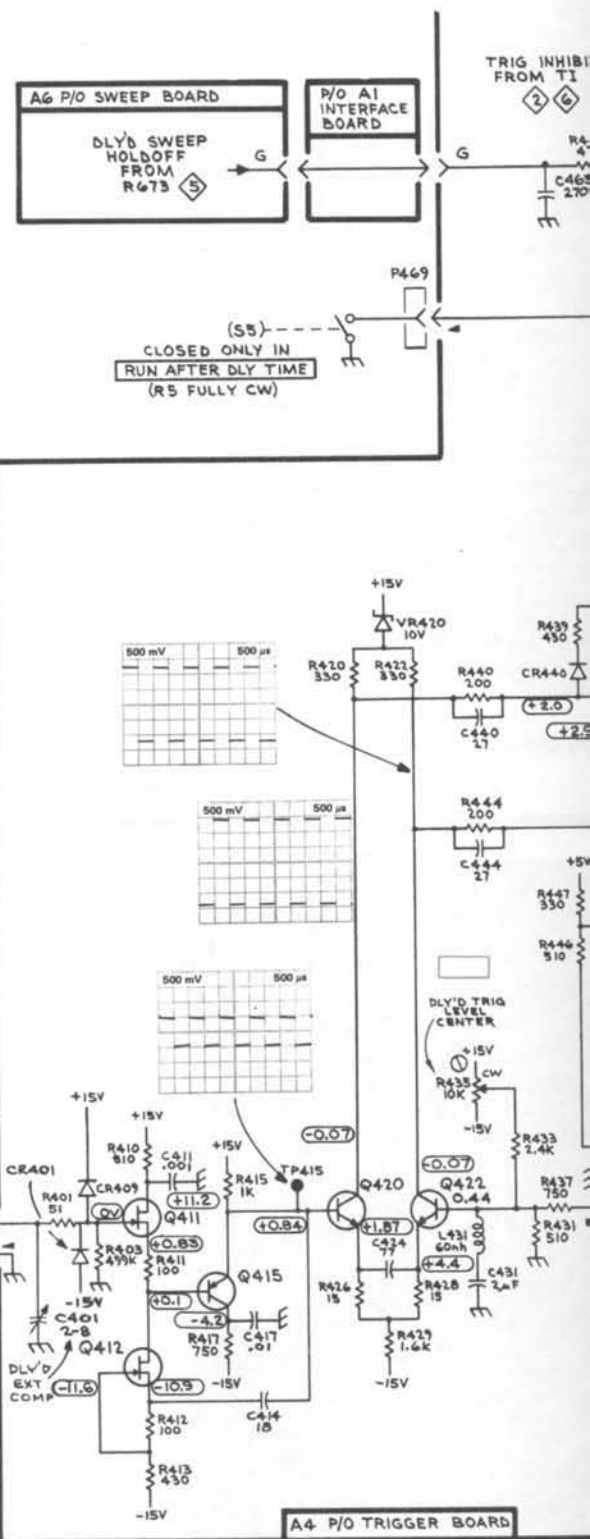 A6 P/O SWEEP BOARD
DLY'D SWEEP
HOLDOFF
FROM
R673 5
G
P/O A1
INTERFACE
BOARD
G
TRIG INHIBI
FROM T1
2 6
C463
270
P469
(S5)
CLOSED ONLY IN
RUN AFTER DLY TIME
(R5 FULLY CW)
+15V
VR420
10V
R420
330
R422
330
R439
430
R440
200
CR440
+2.0
C440
27
500 mV 500 µs
R444
200
C444
27
+5V
R447
330
R446
510
500 mV 500 µs
500 mV 500 µs
DLY'D TRIG
LEVEL
CENTER
+15V
CW
R435
10K
-15V
R433
2.4K
+15V
CR401
R401
51
CR409
0V
R403
499K
-15V
C401
2-8
DLY'D
EXT
COMP
+15V
R410
510
C411
.001
+11.2
Q411
+0.83
R411
100
+0.1
Q412
-11.6
-10.9
R412
100
R413
430
-15V
+15V
R415
1K
TP415
+0.84
Q415
-4.2
R417
750
C417
.01
-15V
C414
18
-0.07
Q420
+1.87
C424
77
R426
15
R428
15
R429
1.6K
-15V
-0.07
Q422
0.44
+4.4
L431
60nh
C431
2µF
R437
750
R431
510
A4 P/O TRIGGER BOARD